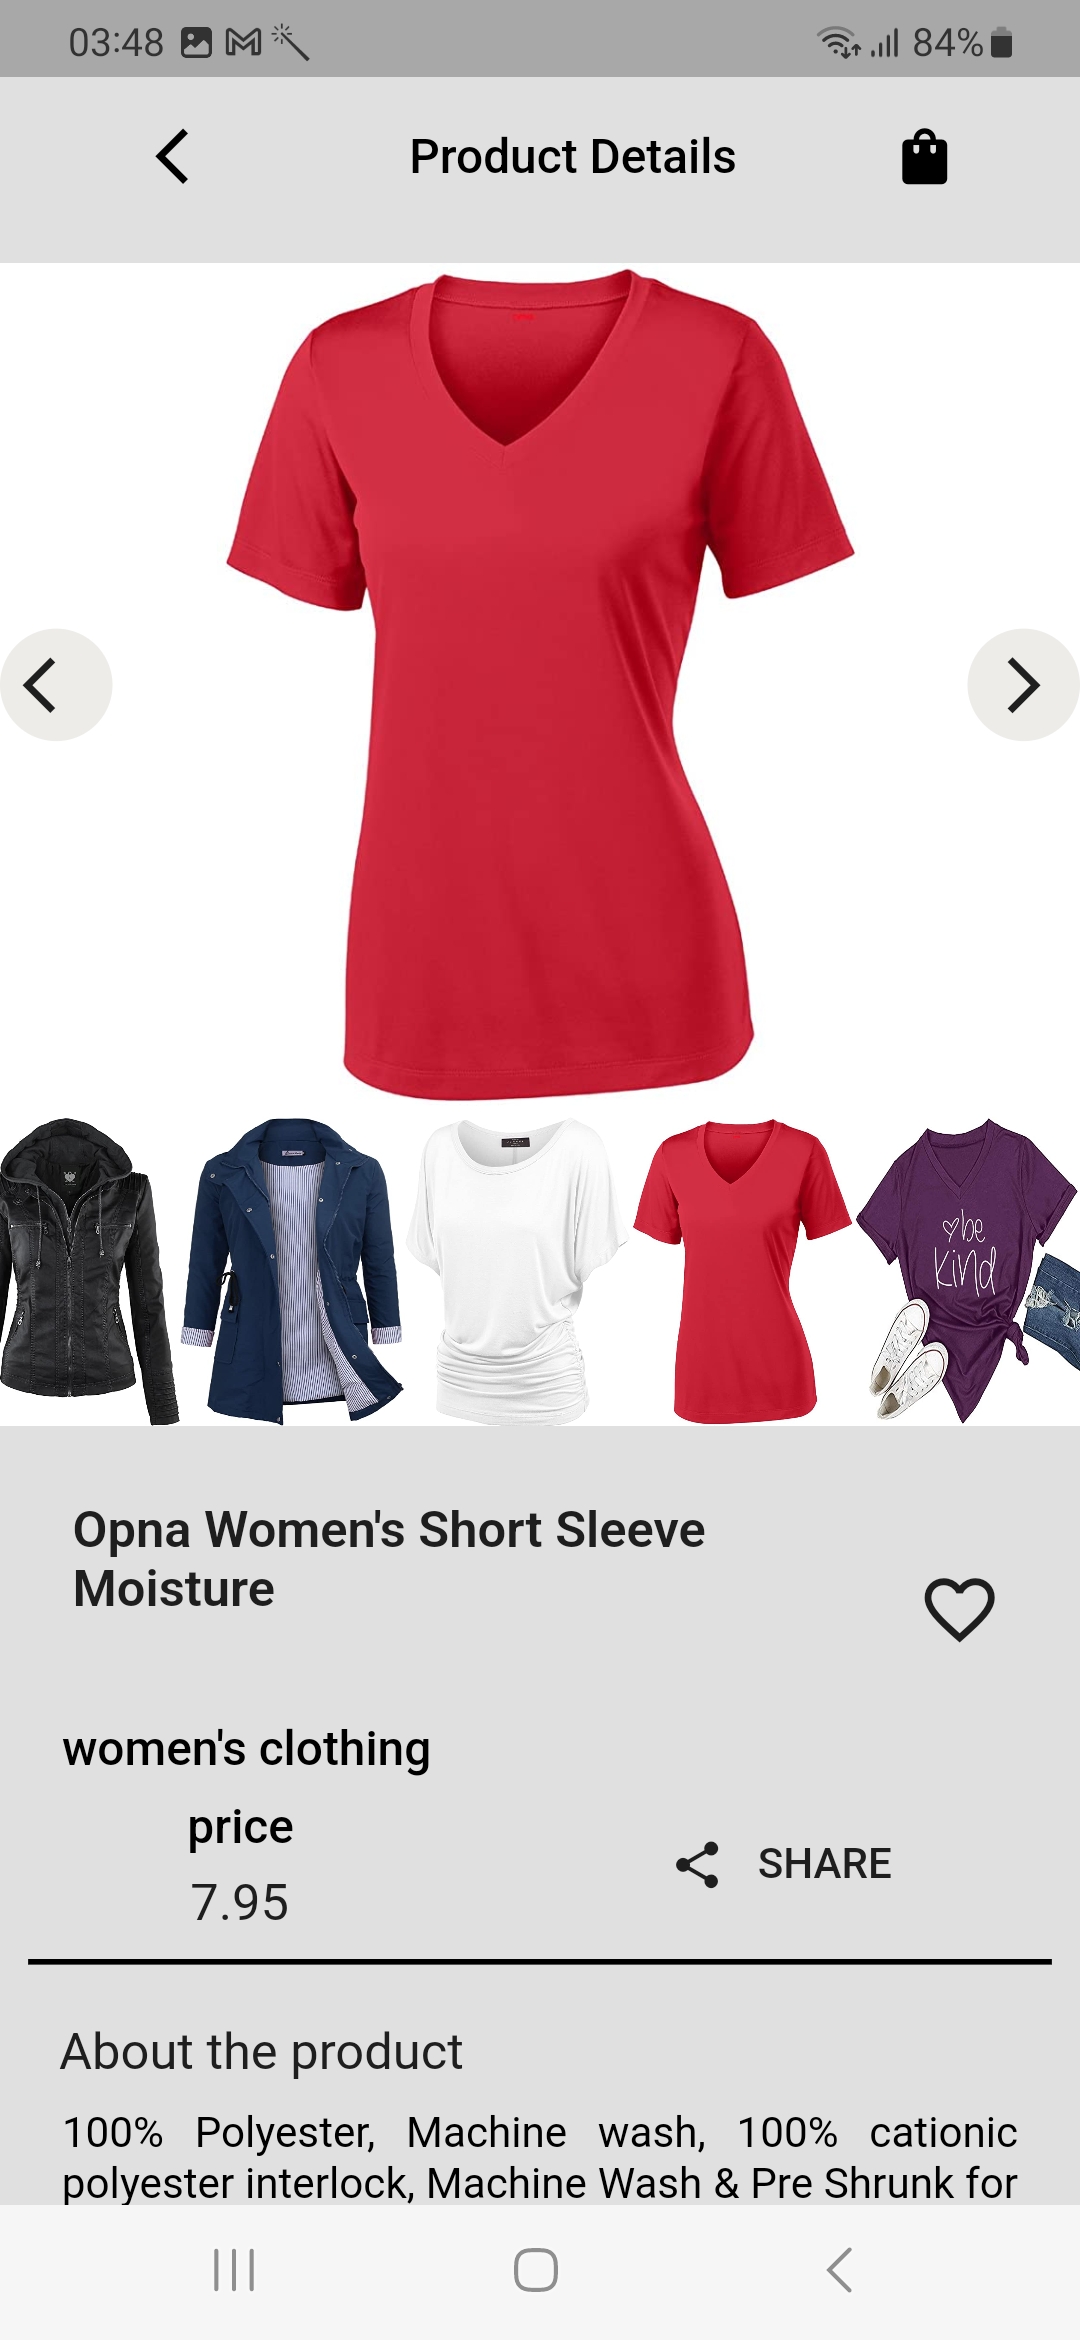 03:48
84%
Product Details
be
kind
Opna Women's Short Sleeve
Moisture
women's clothing
price
7.95
SHARE
About the product
100% Polyester, Machine wash, 100% cationic
polyester interlock, Machine Wash & Pre Shrunk for